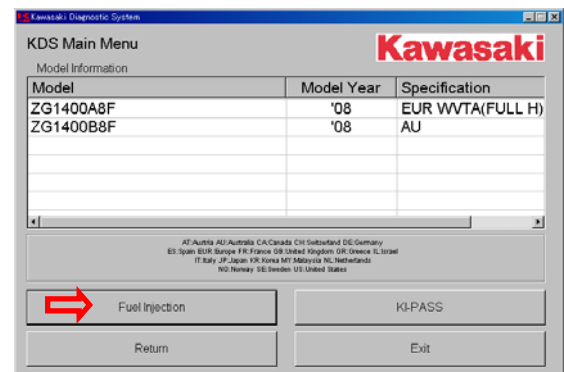 Kawasaki Diagnostic System
KDS Main Menu
Kawasaki
Model Information
Model Model Year Specification
ZG1400A8F '08 EUR WVTA(FULL H)
ZG1400B8F '08 AU
AT:Austria AU:Australia CA:Canada CH:Switzerland DE:Germany
ES:Spain EUR:Europe FR:France GB:United Kingdom GR:Greece IL:Israel
IT:Italy JP:Japan KR:Korea MY:Malaysia NL:Netherlands
NO:Norway SE:Sweden US:United States
Fuel Injection KI-PASS
Return Exit